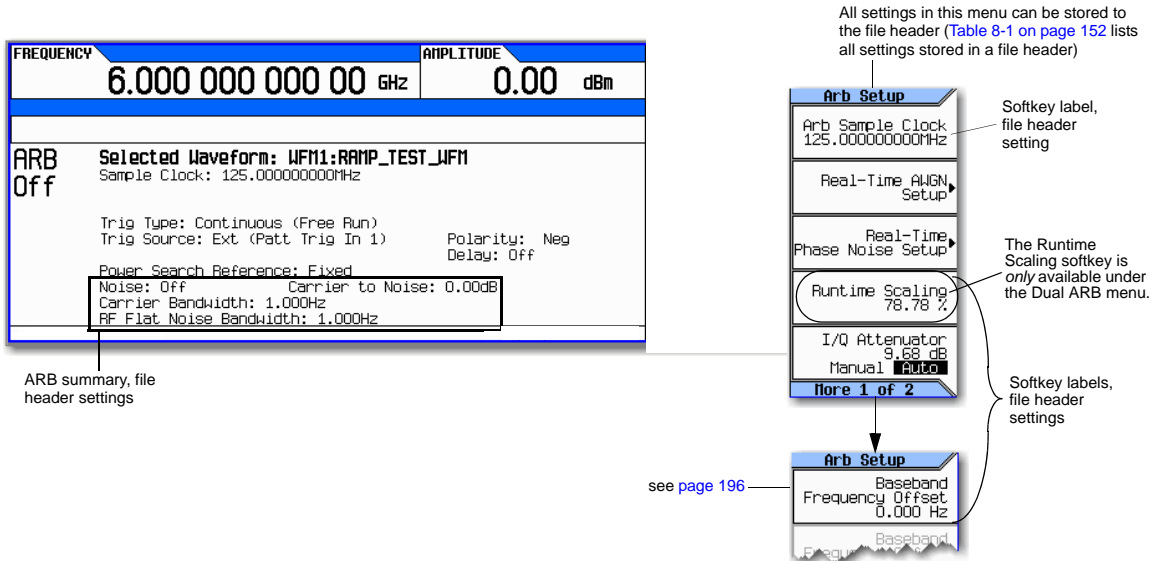 All settings in this menu can be stored to
the file header (Table 8-1 on page 152 lists
all settings stored in a file header)
FREQUENCY
AMPLITUDE
6.000 000 000 00 GHz
0.00 dBm
ARB
Off
Selected Waveform: WFM1:RAMP_TEST_WFM
Sample Clock: 125.000000000MHz
Trig Type: Continuous (Free Run)
Trig Source: Ext (Patt Trig In 1) Polarity: Neg
Delay: Off
Power Search Reference: Fixed
Noise: Off Carrier to Noise: 0.00dB
Carrier Bandwidth: 1.000Hz
RF Flat Noise Bandwidth: 1.000Hz
ARB summary, file
header settings
Arb Setup
Arb Sample Clock
125.000000000MHz
Real-Time AWGN
Setup
Real-Time
Phase Noise Setup
Runtime Scaling
78.78 %
I/Q Attenuator
9.68 dB
Manual Auto
More 1 of 2
Softkey label,
file header
setting
The Runtime
Scaling softkey is
only available under
the Dual ARB menu.
Softkey labels,
file header
settings
see page 196
Arb Setup
Baseband
Frequency Offset
0.000 Hz
Baseband